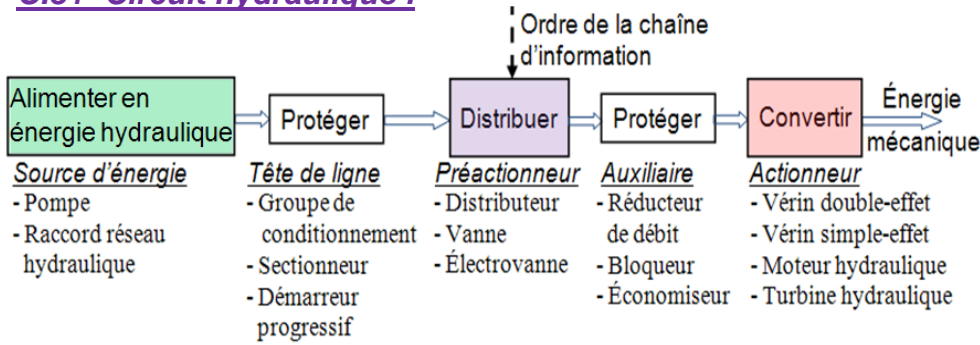 Circuit hydraulique :
Ordre de la chaîne
d’information
Alimenter en
énergie hydraulique
Protéger
Distribuer
Protéger
Convertir
Énergie
mécanique
Source d’énergie
- Pompe
- Raccord réseau
hydraulique
Tête de ligne
- Groupe de
conditionnement
- Sectionneur
- Démarreur
progressif
Préactionneur
- Distributeur
- Vanne
- Électrovanne
Auxiliaire
- Réducteur
de débit
- Bloqueur
- Économiseur
Actionneur
- Vérin double-effet
- Vérin simple-effet
- Moteur hydraulique
- Turbine hydraulique